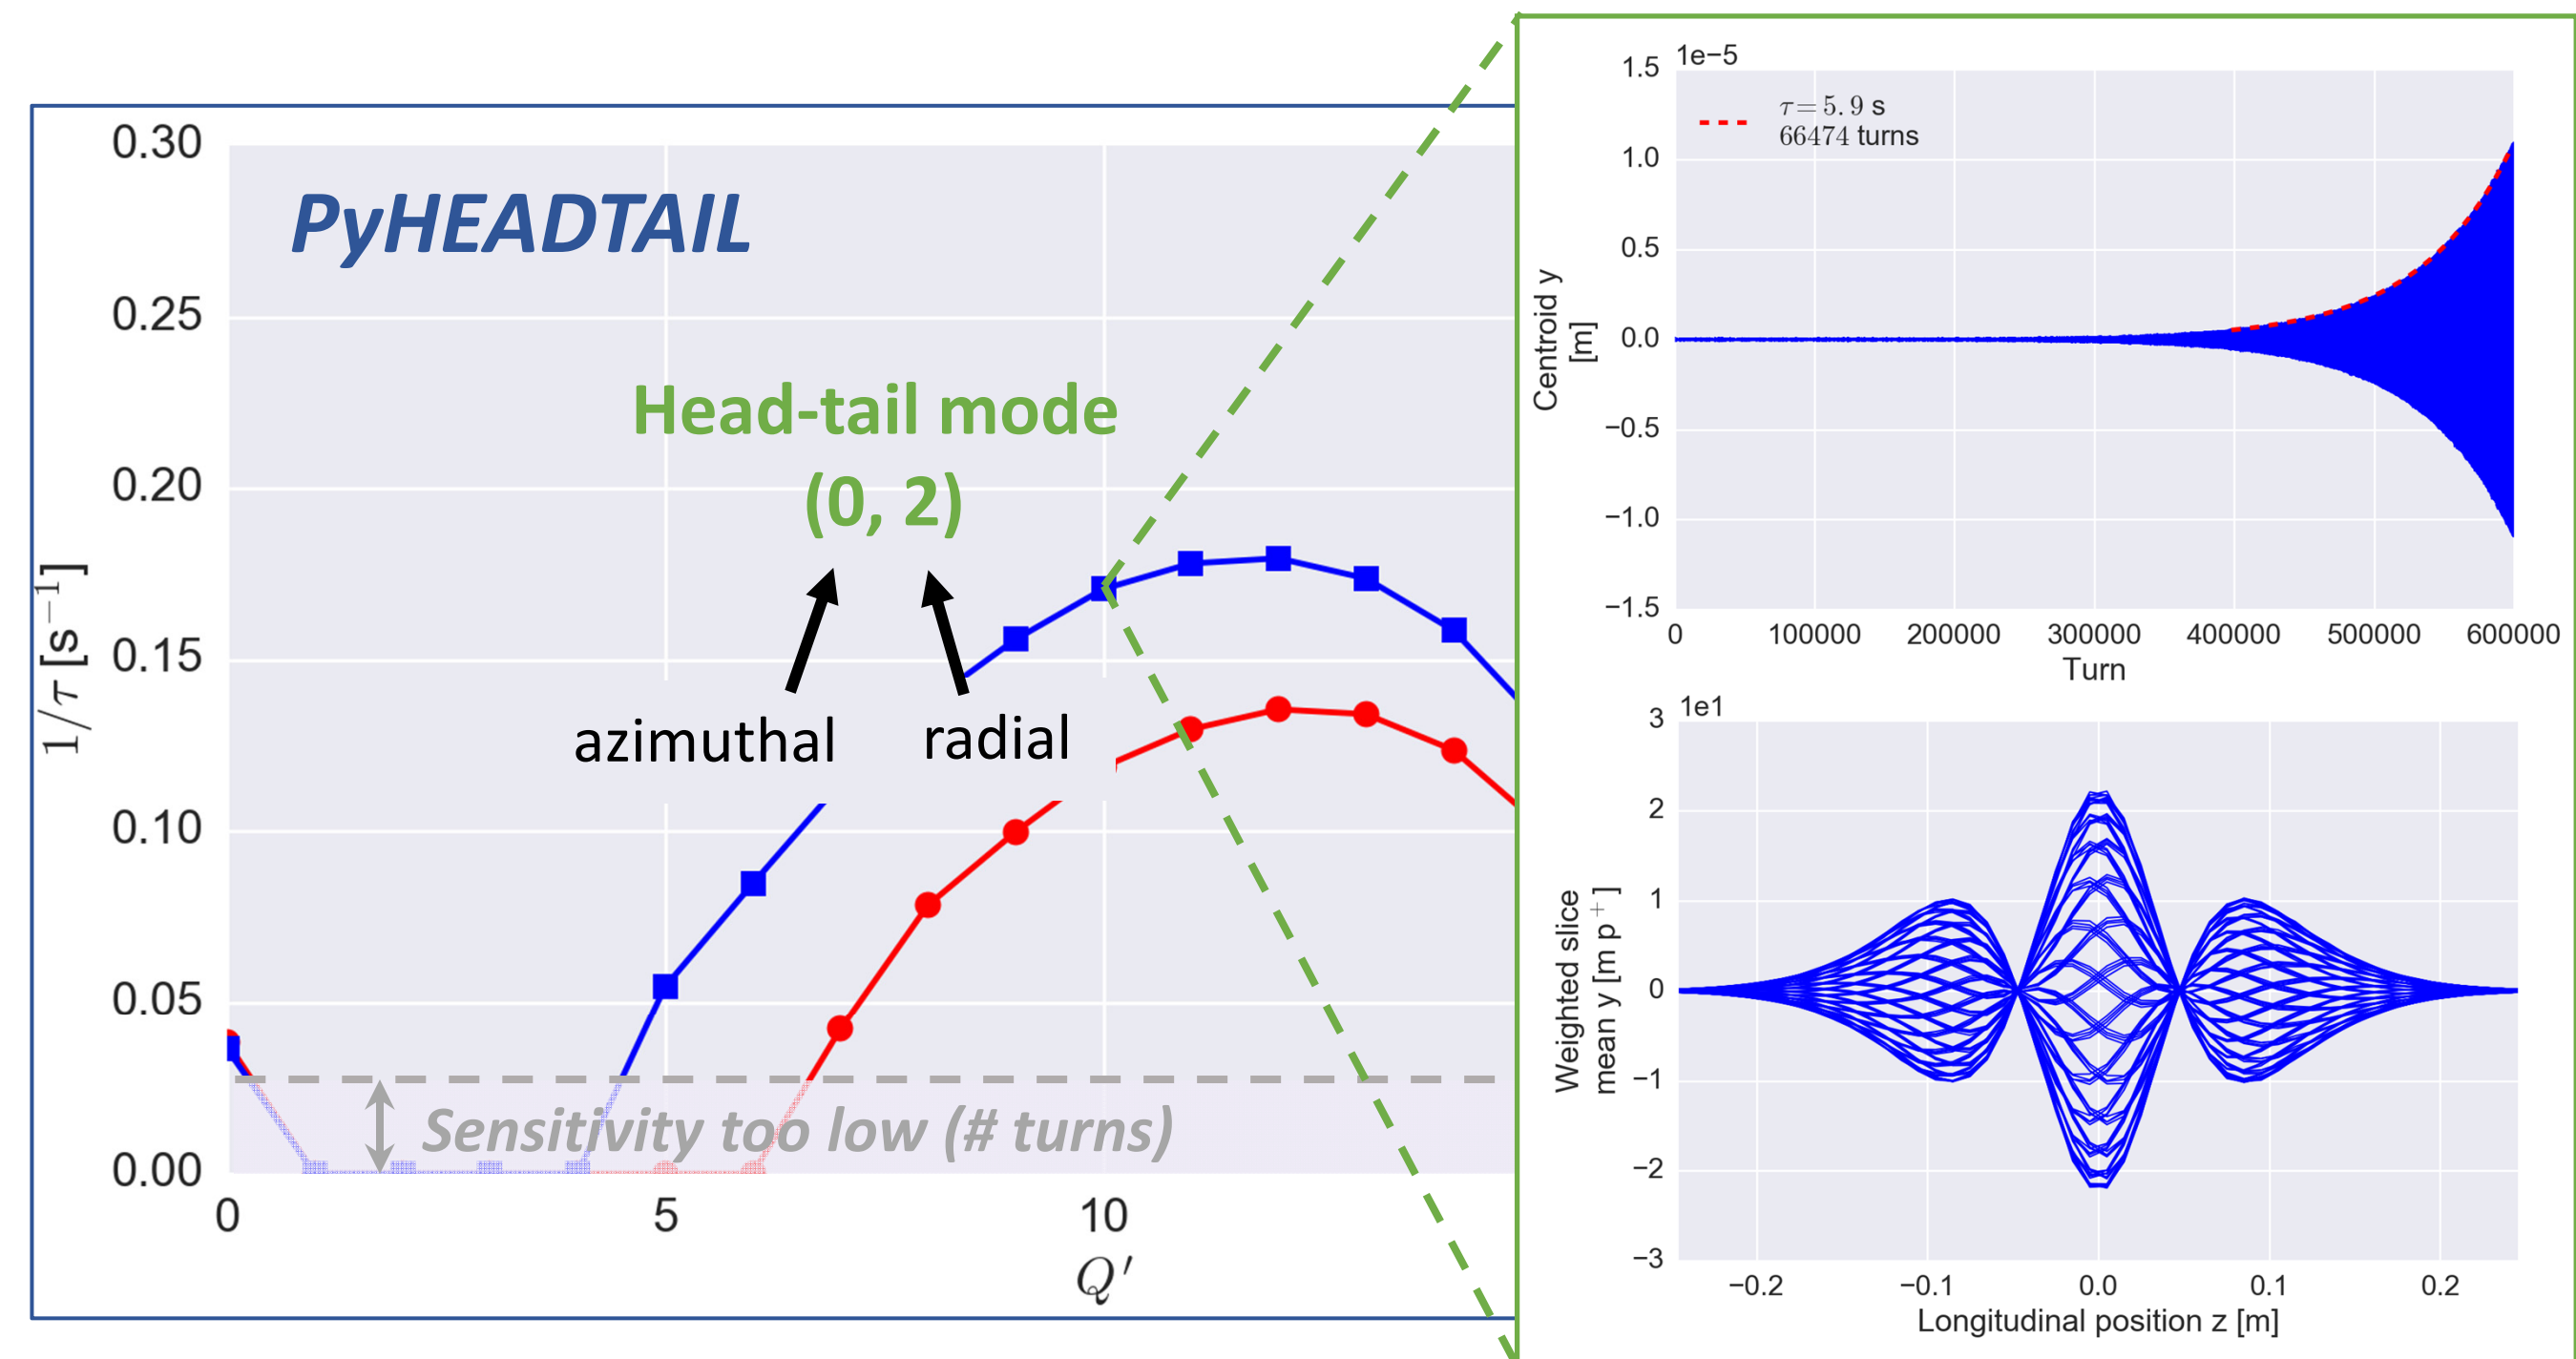 PyHEADTAIL
0.30
0.25
0.20
0.15
0.10
0.05
0.00
1/τ [s⁻¹]
Head-tail mode
(0, 2)
azimuthal radial
Sensitivity too low (# turns)
0 5 10
Q′
1e−5
1.5
1.0
0.5
0.0
−0.5
−1.0
−1.5
τ = 5.9 s
66474 turns
Centroid y
[m]
0 100000 200000 300000 400000 500000 600000
Turn
1e1
3
2
1
0
−1
−2
−3
Weighted slice
mean y [m p⁺]
−0.2 −0.1 0.0 0.1 0.2
Longitudinal position z [m]